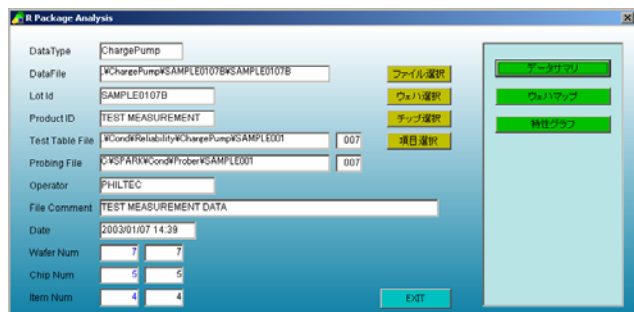 R Package Analysis
DataType ChargePump
DataFile .¥ChargePump¥SAMPLE0107B¥SAMPLE0107B ファイル選択 データサマリ
Lot Id SAMPLE0107B ウェハ選択 ウェハマップ
Product ID TEST MEASUREMENT チップ選択 特性グラフ
Test Table File .¥Cond¥Reliability¥ChargePump¥SAMPLE001 007 項目選択
Probing File C:¥SPARK¥Cond¥Prober¥SAMPLE001 007
Operator PHILTEC
File Comment TEST MEASUREMENT DATA
Date 2003/01/07 14:39
Wafer Num 7 7
Chip Num 5 5
Item Num 4 4 EXIT